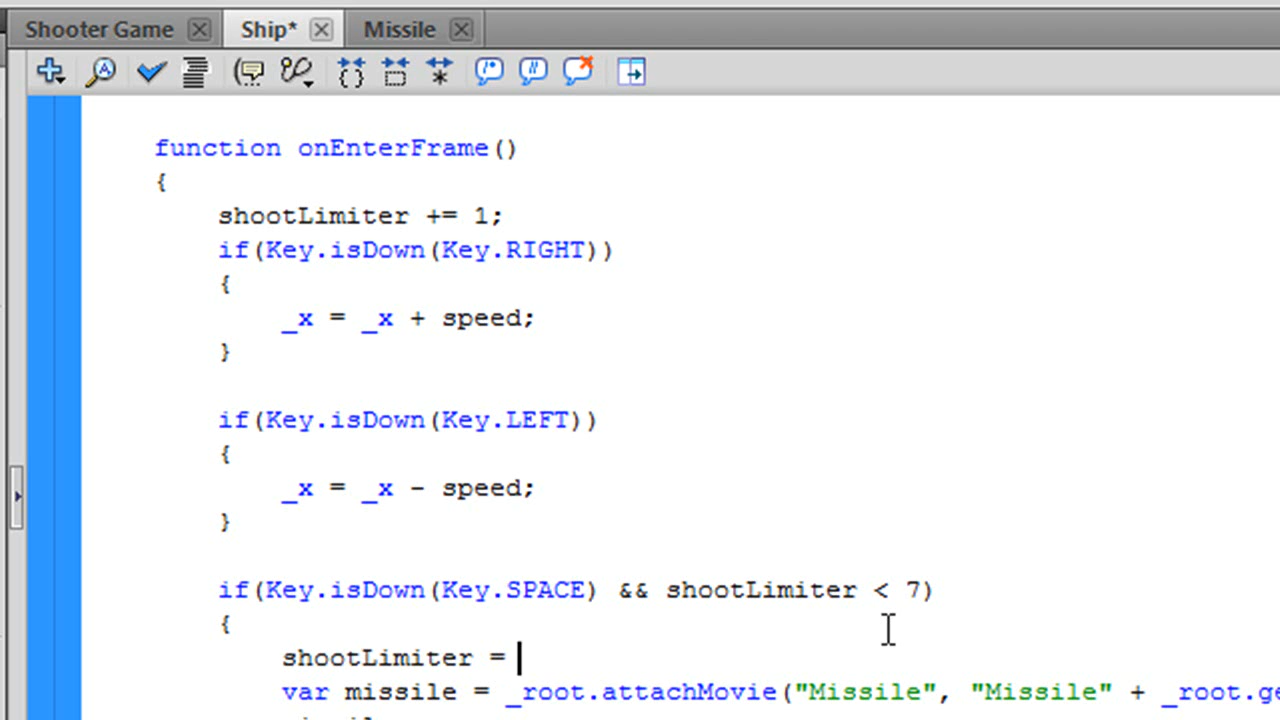 Shooter Game Ship* Missile
function onEnterFrame()
{
shootLimiter += 1;
if(Key.isDown(Key.RIGHT))
{
_x = _x + speed;
}
if(Key.isDown(Key.LEFT))
{
_x = _x - speed;
}
if(Key.isDown(Key.SPACE) && shootLimiter < 7)
{
shootLimiter =
var missile = _root.attachMovie("Missile", "Missile" + _root.ge